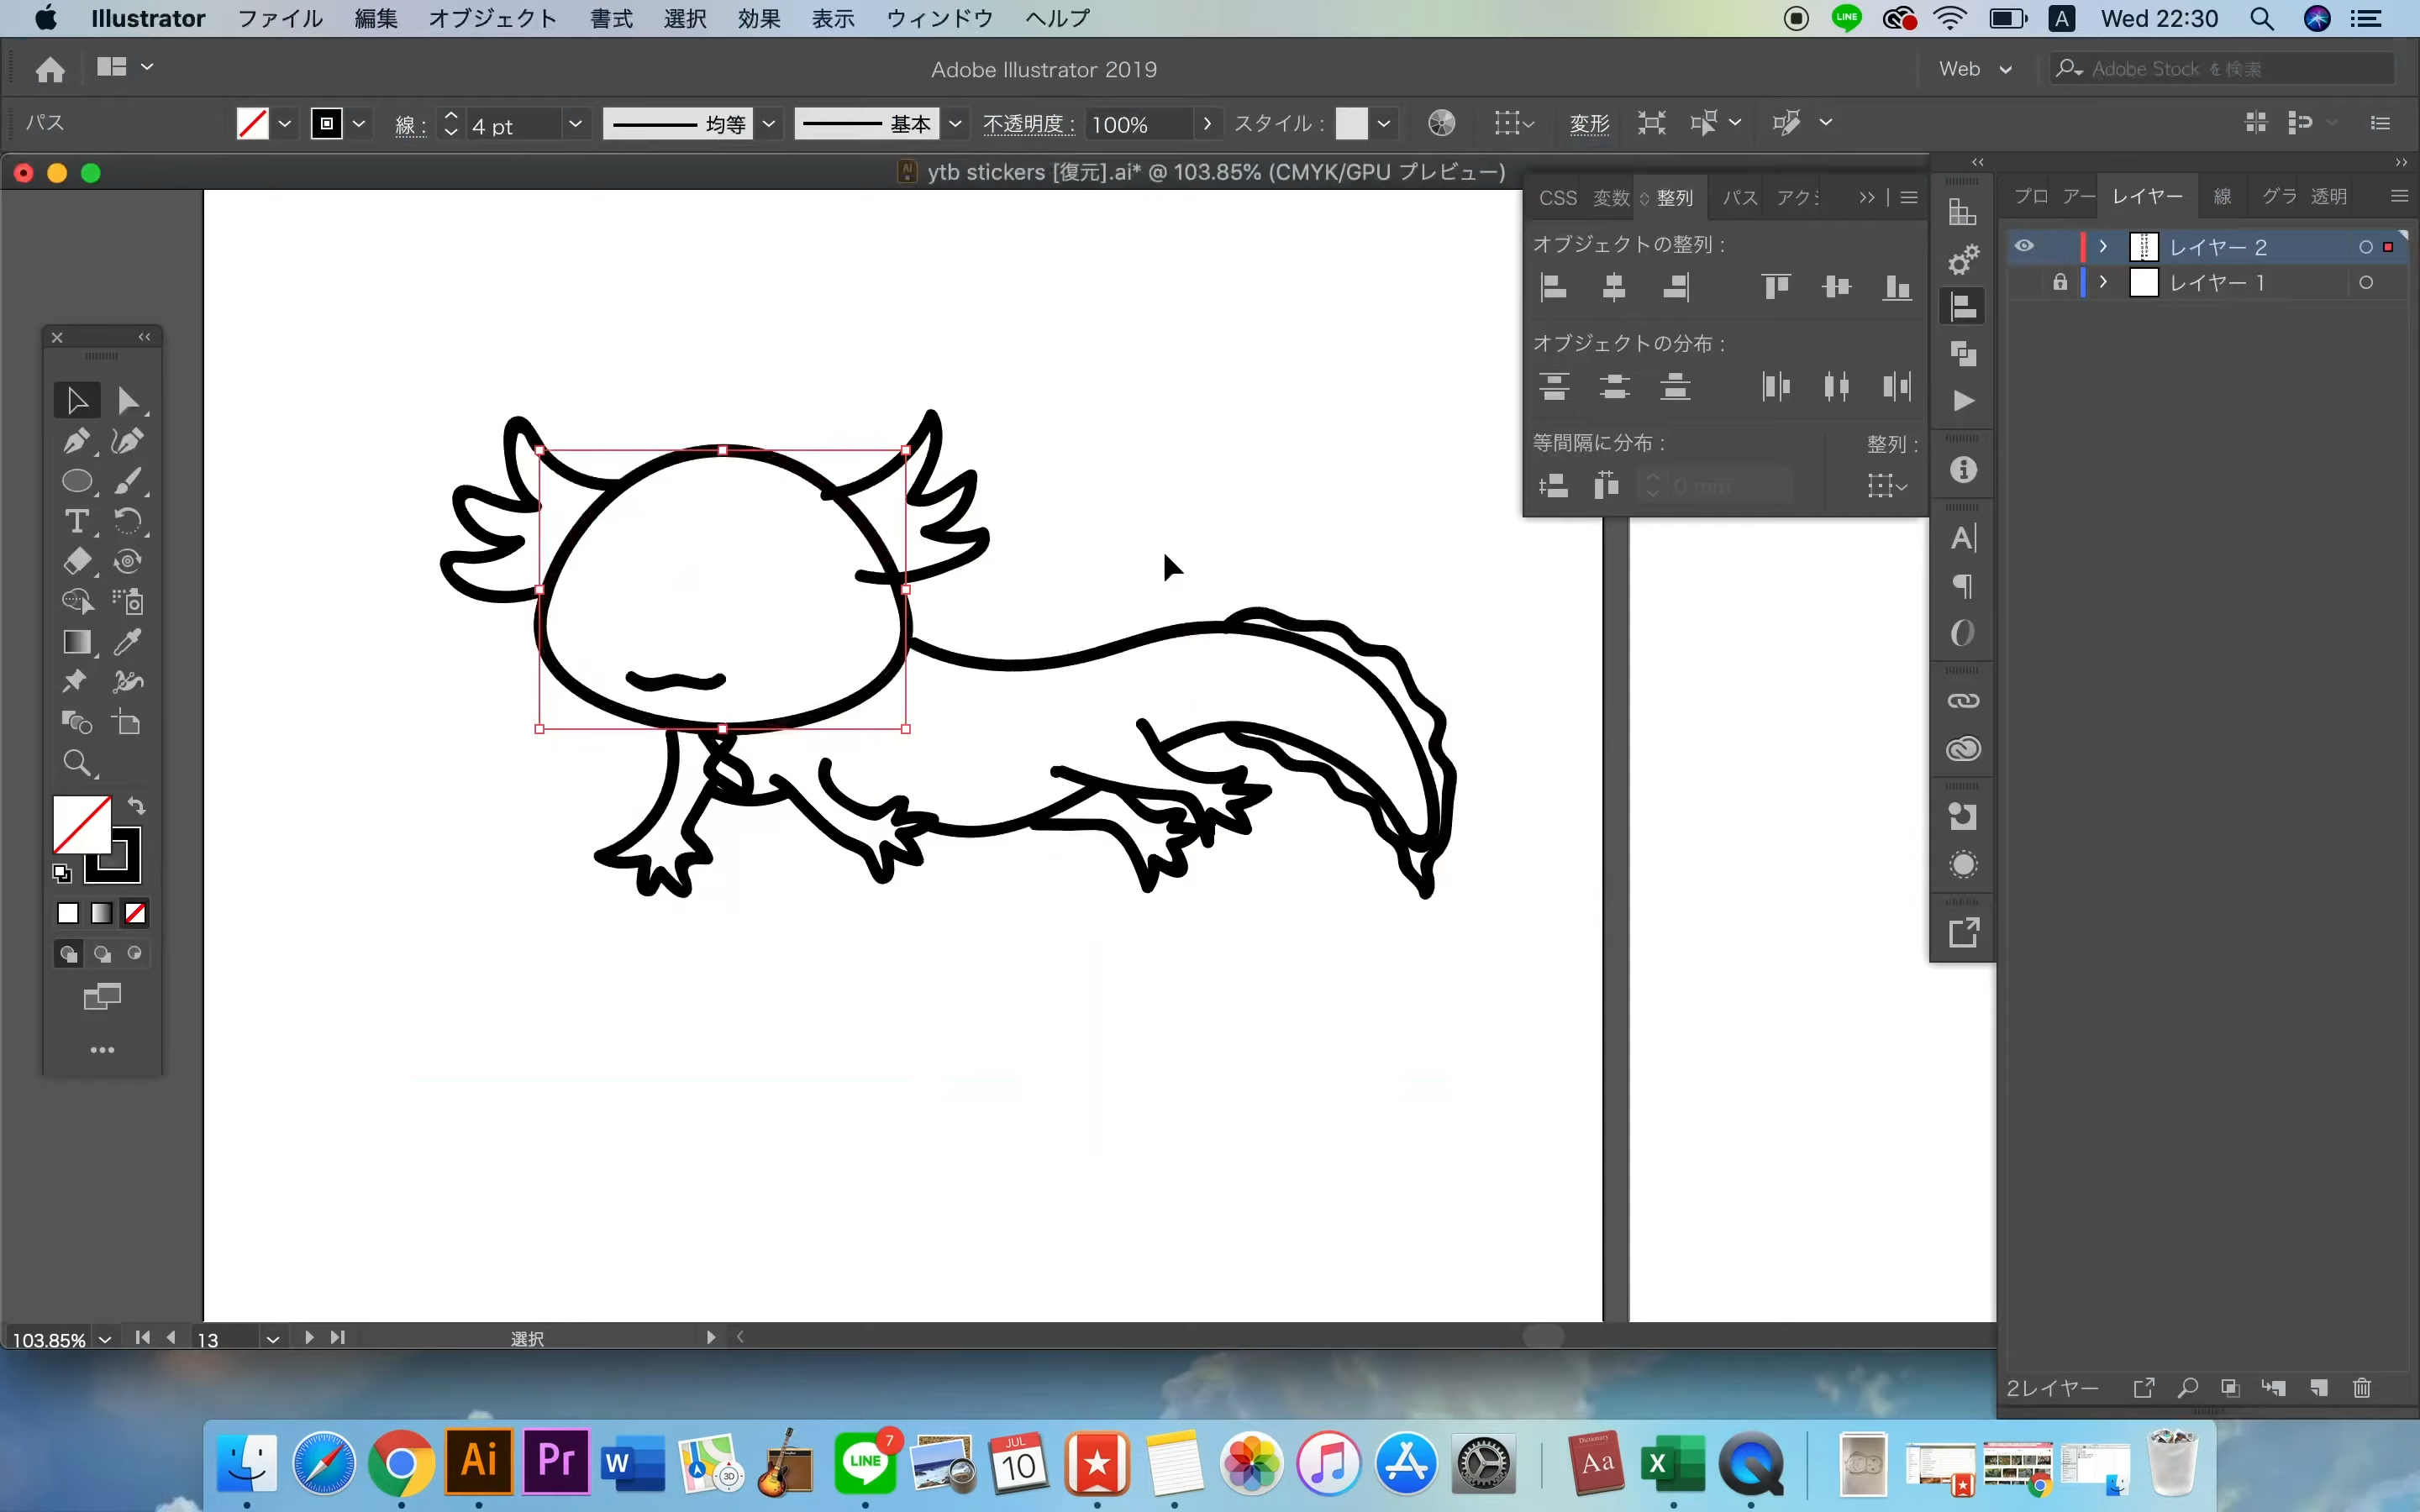 Illustrator ファイル 編集 オブジェクト 書式 選択 効果 表示 ウィンドウ ヘルプ LINE A Wed 22:30
Adobe Illustrator 2019 Web Adobe Stock を検索
パス 線 : 4 pt 均等 基本 不透明度 : 100% スタイル : 変形
Ai ytb stickers [復元].ai* @ 103.85% (CMYK/GPU プレビュー)
CSS 変数 整列 パス アク
プロ アー レイヤー 線 グラ 透明
オブジェクトの整列 :
レイヤー 2
レイヤー 1
オブジェクトの分布 :
等間隔に分布 : 整列 :
0 mm
T
103.85% 13 選択
2レイヤー
Ai Pr W 3D LINE 7 JUL 10 Dictionary Aa X